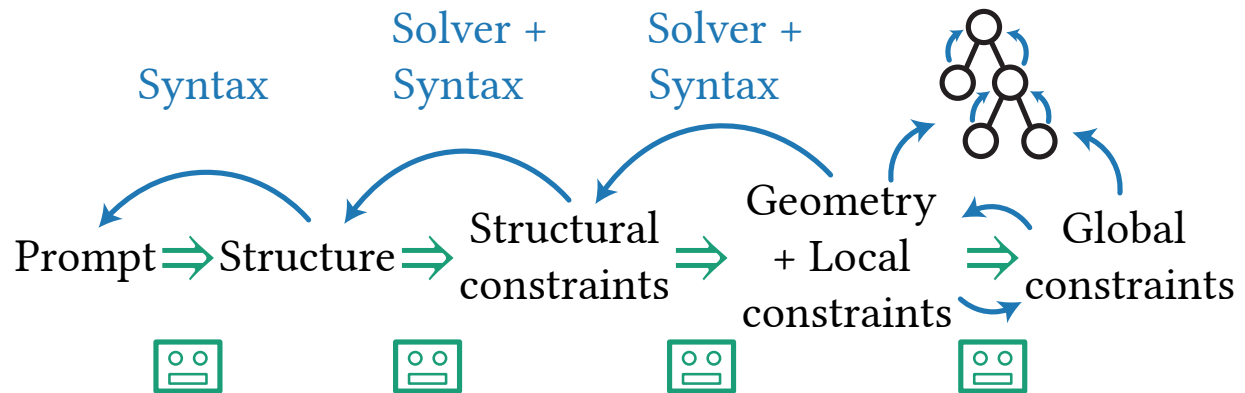 Syntax
Solver +
Syntax
Solver +
Syntax
Prompt
Structure
Structural
constraints
Geometry
+ Local
constraints
Global
constraints